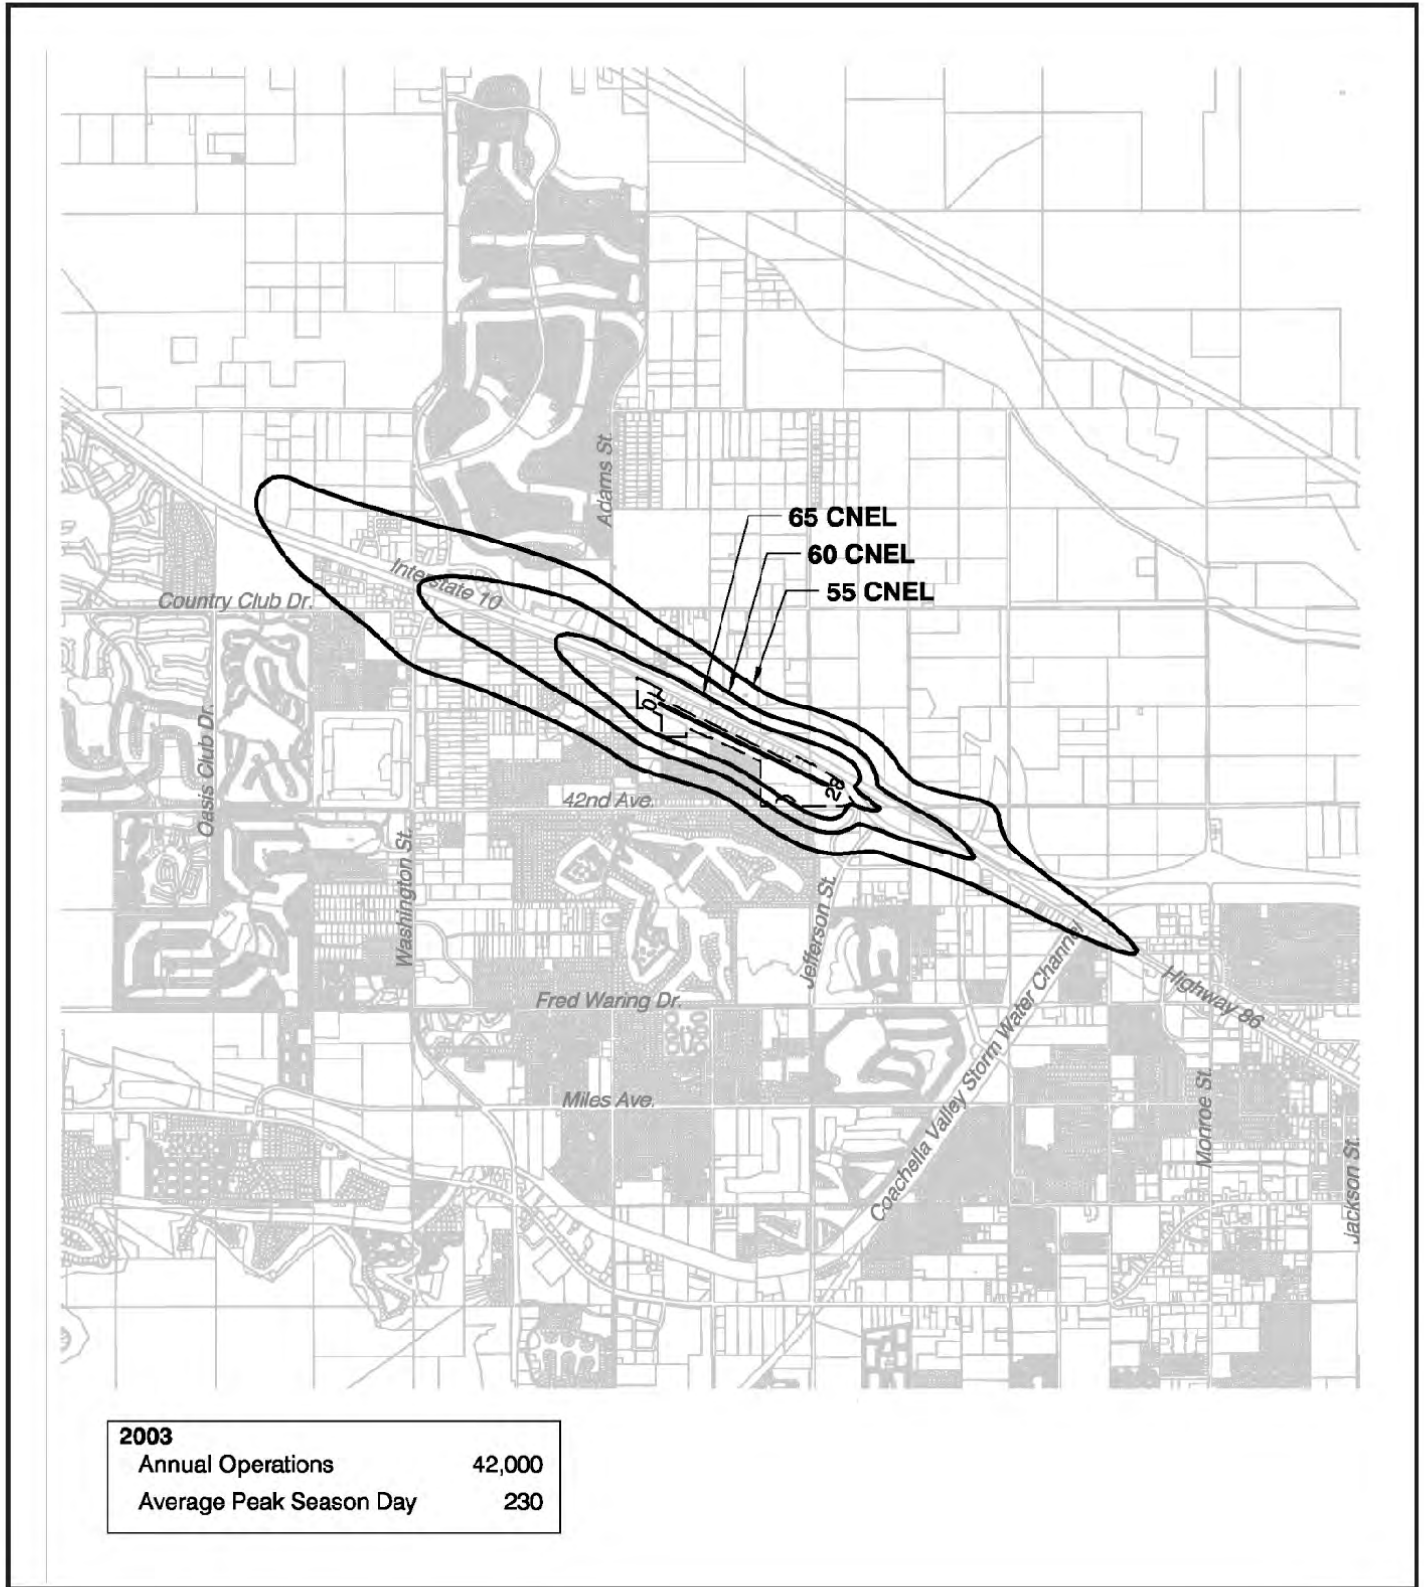 65 CNEL
60 CNEL
55 CNEL
Adams St.
Interstate 10
Country Club Dr.
Oasis Club Dr.
42nd Ave.
28
Washington St.
Jefferson St.
Fred Waring Dr.
Coachella Valley Storm Water Channel
Highway 86
Miles Ave.
Monroe St.
Jackson St.
2003
Annual Operations 42,000
Average Peak Season Day 230